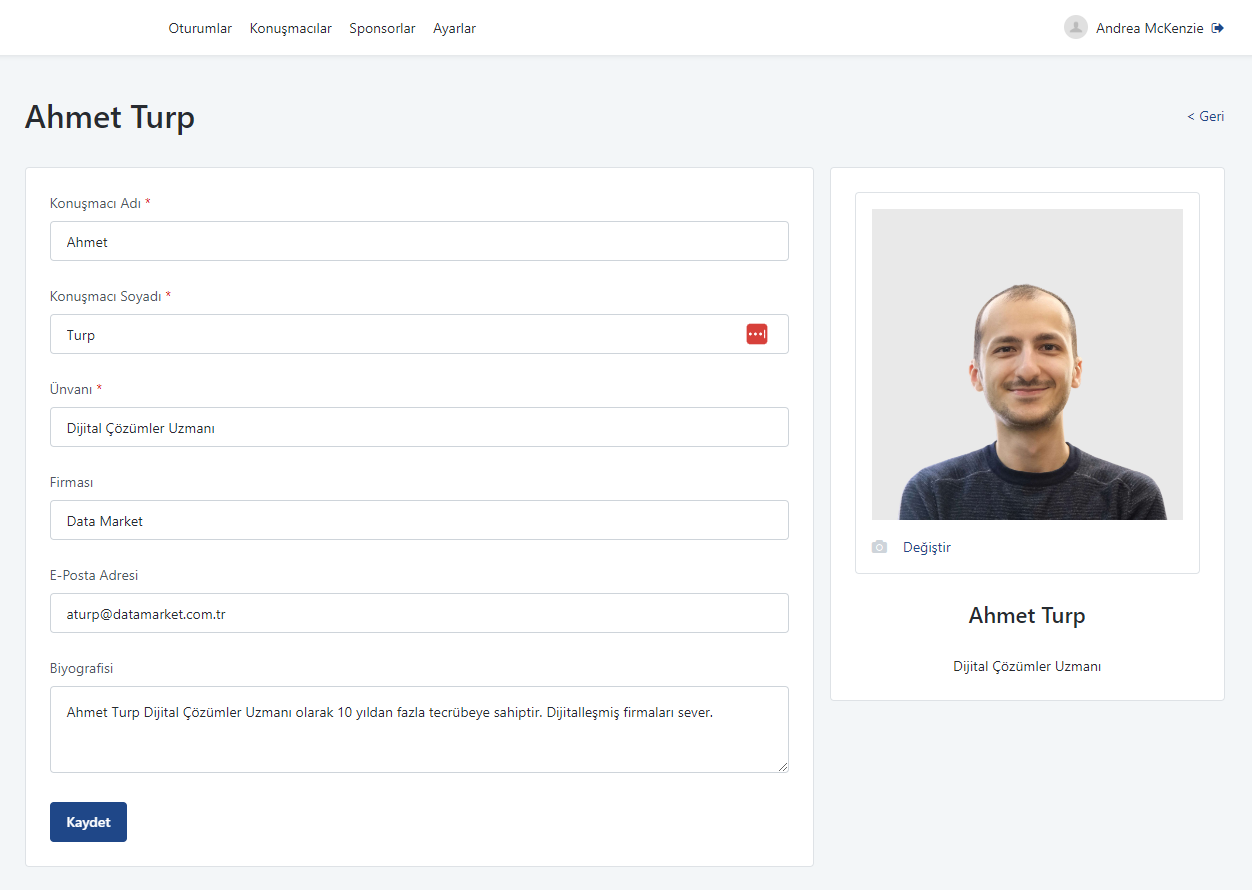 Oturumlar Konuşmacılar Sponsorlar Ayarlar Andrea McKenzie
Ahmet Turp
< Geri
Konuşmacı Adı *
Ahmet
Konuşmacı Soyadı *
Turp
Ünvanı *
Dijital Çözümler Uzmanı
Firması
Data Market
E-Posta Adresi
aturp@datamarket.com.tr
Biyografisi
Ahmet Turp Dijital Çözümler Uzmanı olarak 10 yıldan fazla tecrübeye sahiptir. Dijitalleşmiş firmaları sever.
Kaydet
Değiştir
Ahmet Turp
Dijital Çözümler Uzmanı